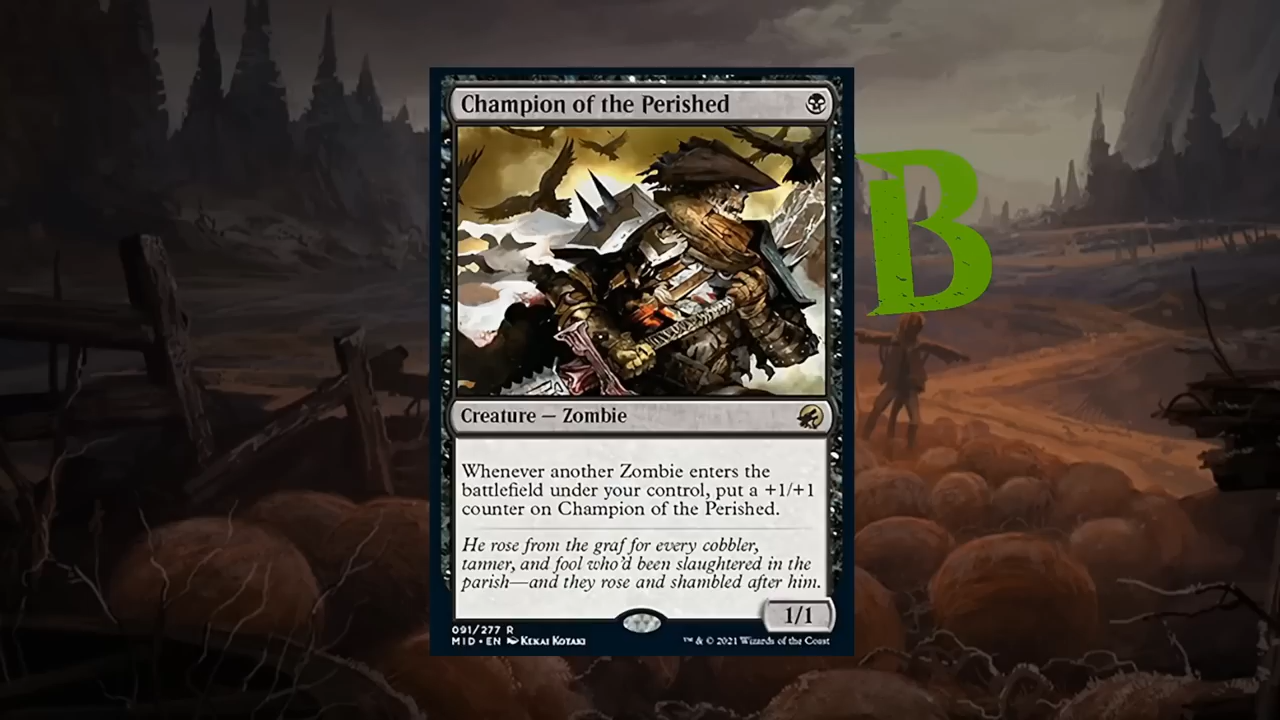 Champion of the Perished
B
Creature — Zombie
Whenever another Zombie enters the
battlefield under your control, put a +1/+1
counter on Champion of the Perished.
He rose from the graf for every cobbler,
tanner, and fool who'd been slaughtered in the
parish—and they rose and shambled after him.
1/1
091/277 R
MID • EN Kekai Kotaki
™ & © 2021 Wizards of the Coast